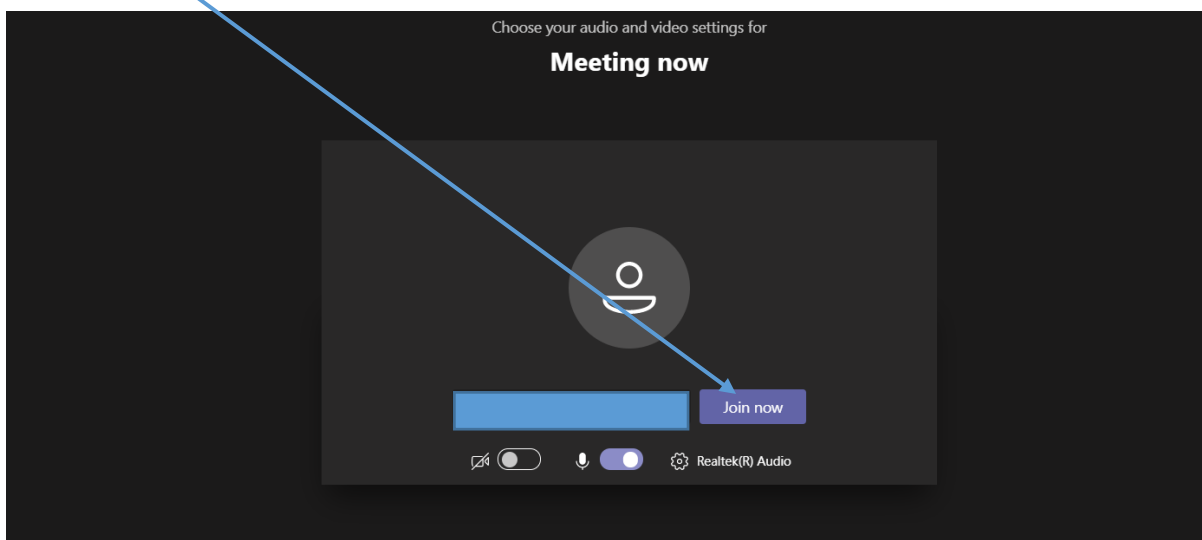 Choose your audio and video settings for
Meeting now
Join now
Realtek(R) Audio